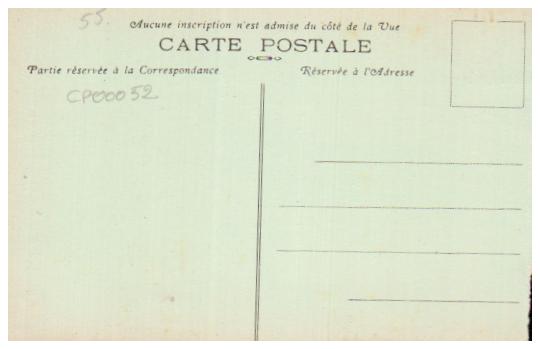 55.
Aucune inscription n'est admise du côté de la Vue
CARTE POSTALE
Partie réservée à la Correspondance
Réservée à l'Adresse
CP00052